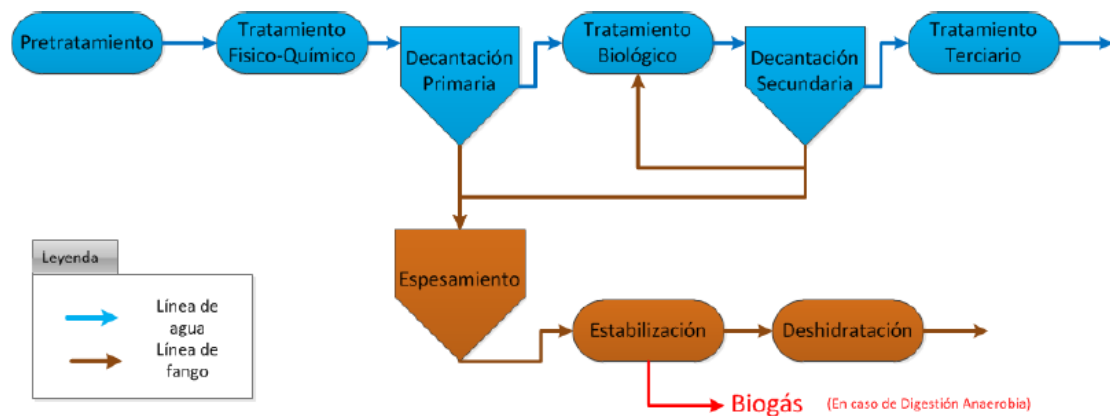 Pretratamiento
Tratamiento
Fisico-Químico
Decantación
Primaria
Tratamiento
Biológico
Decantación
Secundaria
Tratamiento
Terciario
Espesamiento
Estabilización
Deshidratación
Biogás (En caso de Digestión Anaerobia)
Leyenda
Línea de
agua
Línea de
fango